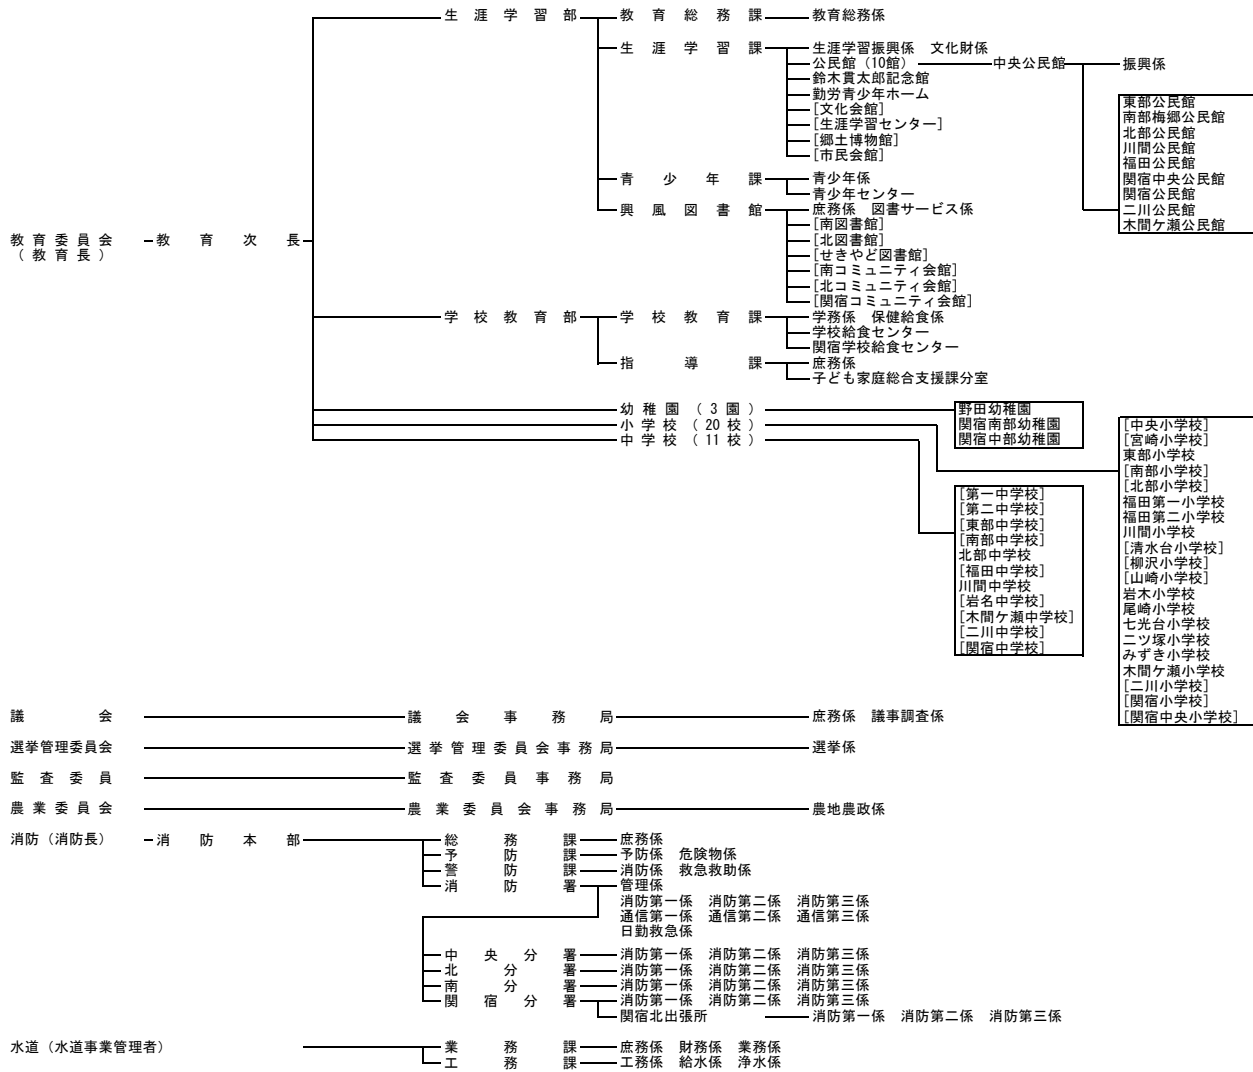 生涯学習部 教育総務課 教育総務係
生涯学習課 生涯学習振興係 文化財係
公民館（10館） 中央公民館 振興係
鈴木貫太郎記念館
勤労青少年ホーム
[文化会館]
[生涯学習センター]
[郷土博物館]
[市民会館]
東部公民館
南部梅郷公民館
北部公民館
川間公民館
福田公民館
関宿中央公民館
関宿公民館
二川公民館
木間ケ瀬公民館
青少年課 青少年係
青少年センター
興風図書館 庶務係 図書サービス係
[南図書館]
[北図書館]
[せきやど図書館]
[南コミュニティ会館]
[北コミュニティ会館]
[関宿コミュニティ会館]
教育委員会 教育次長
（教育長）
学校教育部 学校教育課 学務係 保健給食係
学校給食センター
関宿学校給食センター
指導課 庶務係
子ども家庭総合支援課分室
幼稚園（3園）
小学校（20校）
中学校（11校）
野田幼稚園
関宿南部幼稚園
関宿中部幼稚園
[中央小学校]
[宮崎小学校]
東部小学校
[南部小学校]
[北部小学校]
福田第一小学校
福田第二小学校
川間小学校
[清水台小学校]
[柳沢小学校]
[山崎小学校]
岩木小学校
尾崎小学校
七光台小学校
二ツ塚小学校
みずき小学校
木間ケ瀬小学校
[二川小学校]
[関宿小学校]
[関宿中央小学校]
[第一中学校]
[第二中学校]
[東部中学校]
[南部中学校]
北部中学校
[福田中学校]
川間中学校
[岩名中学校]
[木間ケ瀬中学校]
[二川中学校]
[関宿中学校]
議会 議会事務局 庶務係 議事調査係
選挙管理委員会 選挙管理委員会事務局 選挙係
監査委員 監査委員事務局
農業委員会 農業委員会事務局 農地農政係
消防（消防長） 消防本部 総務課 庶務係
予防課 予防係 危険物係
警防課 消防係 救急救助係
消防署 管理係
消防第一係 消防第二係 消防第三係
通信第一係 通信第二係 通信第三係
日勤救急係
中央分署 消防第一係 消防第二係 消防第三係
北分署 消防第一係 消防第二係 消防第三係
南分署 消防第一係 消防第二係 消防第三係
関宿分署 消防第一係 消防第二係 消防第三係
関宿北出張所 消防第一係 消防第二係 消防第三係
水道（水道事業管理者） 業務課 庶務係 財務係 業務係
工務課 工務係 給水係 浄水係